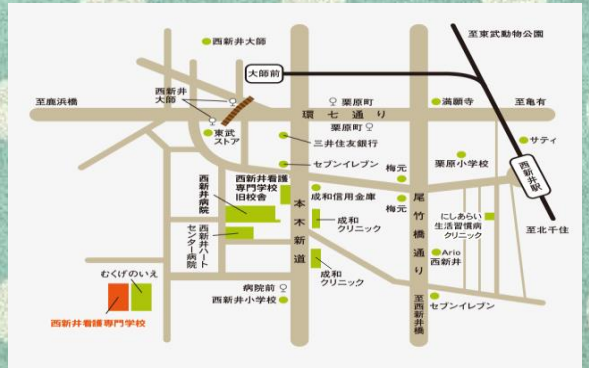 至東武動物公園
西新井大師
大師前
西新井
大師
至鹿浜橋
環七通り
栗原町
満願寺
至亀有
東武
ストア
栗原町
三井住友銀行
サティ
セブンイレブン
梅元
栗原小学校
西新井駅
西新井看護
専門学校
旧校舎
西新井病院
成和信用金庫
梅元
本木新道
尾竹橋通り
にしあらい
生活習慣病
クリニック
成和
クリニック
至北千住
西新井ハート
センター病院
Ario
西新井
むくげのいえ
成和
クリニック
病院前
西新井小学校
至西新井橋
セブンイレブン
西新井看護専門学校